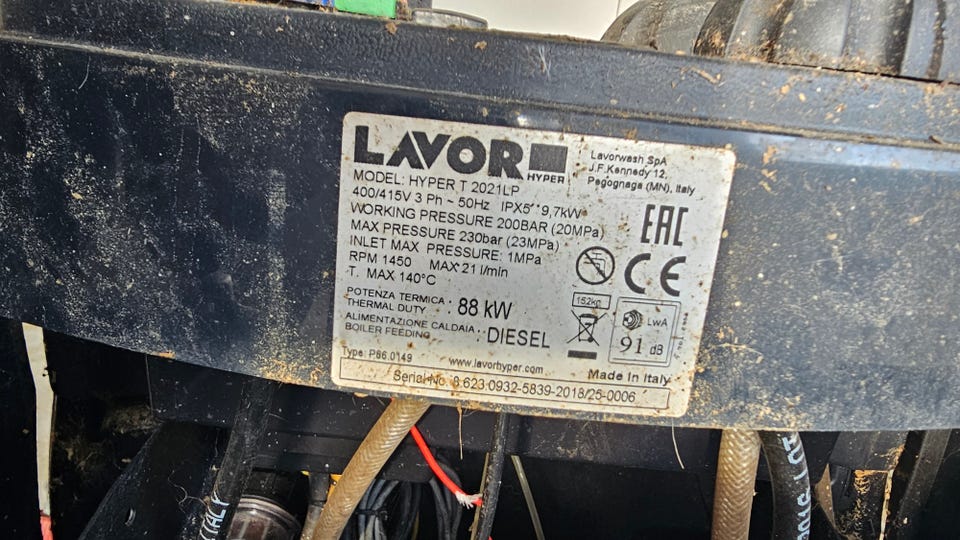 LAVOR
HYPER
Lavorwash SpA
J.F.Kennedy 12,
Pegognaga (MN), Italy
MODEL: HYPER T 2021LP
400/415V 3 Ph ~ 50Hz IPX5 9,7kW
WORKING PRESSURE 200BAR (20MPa)
MAX PRESSURE 230bar (23MPa)
INLET MAX PRESSURE: 1MPa
RPM 1450 MAX 21 l/min
T. MAX 140°C
EAC
CE
152kg
LwA
91 dB
POTENZA TERMICA :
THERMAL DUTY : 88 kW
ALIMENTAZIONE CALDAIA :
BOILER FEEDING : DIESEL
Type: P86.0149
www.lavorhyper.com
Made in Italy
Serial No. 8.623.0932-5839-2018/25-0006
ITALY